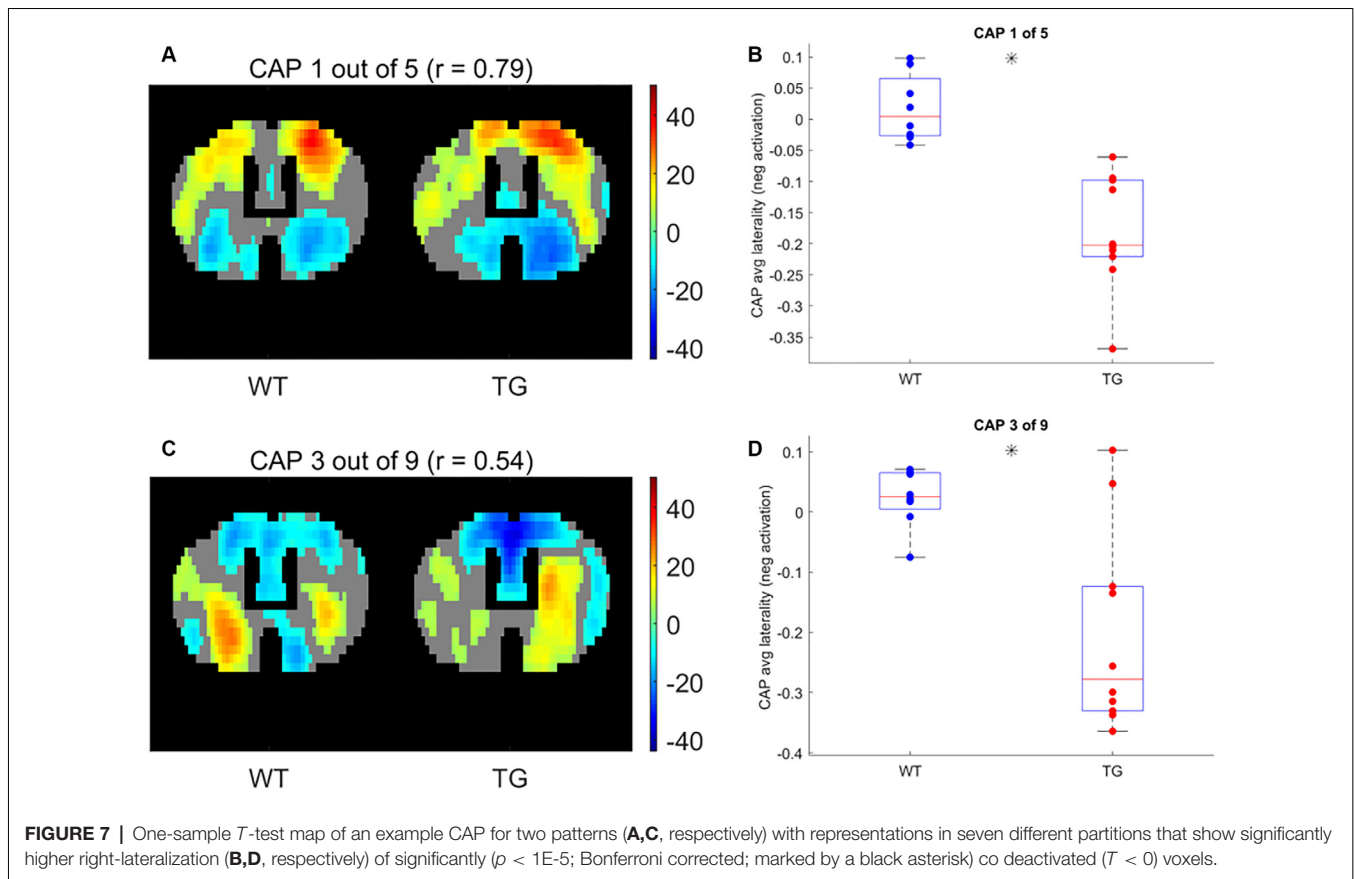 A
CAP 1 out of 5 (r = 0.79)
40
20
0
-20
-40
WT
TG
B
CAP 1 of 5
✳
CAP avg laterality (neg activation)
0.1
0.05
0
-0.05
-0.1
-0.15
-0.2
-0.25
-0.3
-0.35
WT
TG
C
CAP 3 out of 9 (r = 0.54)
40
20
0
-20
-40
WT
TG
D
CAP 3 of 9
✳
CAP avg laterality (neg activation)
0.1
0
-0.1
-0.2
-0.3
-0.4
WT
TG
FIGURE 7 | One-sample T-test map of an example CAP for two patterns (A,C, respectively) with representations in seven different partitions that show significantly
higher right-lateralization (B,D, respectively) of significantly (p < 1E-5; Bonferroni corrected; marked by a black asterisk) co deactivated (T < 0) voxels.